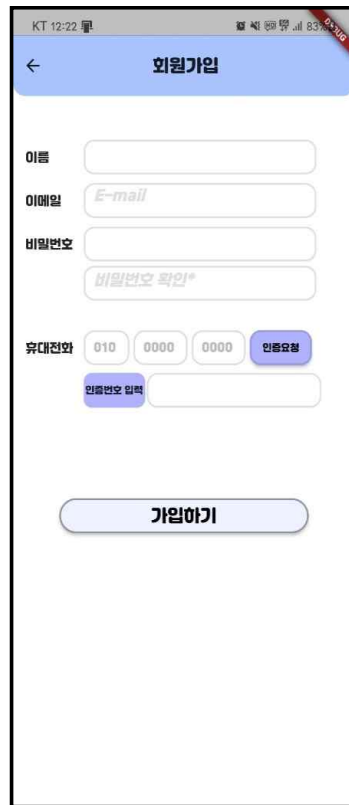 KT 12:22
83%
DEBUG
회원가입
이름
이메일 E-mail
비밀번호
비밀번호 확인*
휴대전화 010 0000 0000 인증요청
인증번호 입력
가입하기